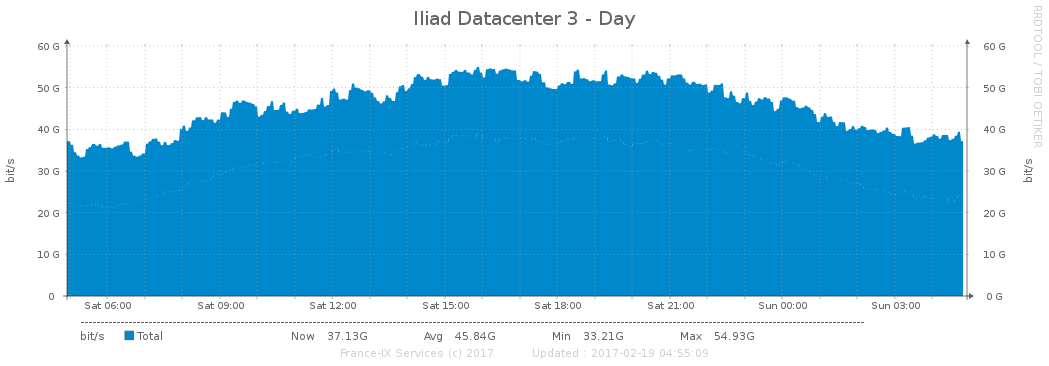 Iliad Datacenter 3 - Day
RRDTOOL / TOBI OETIKER
bit/s
60 G
50 G
40 G
30 G
20 G
10 G
0
60 G
50 G
40 G
30 G
20 G
10 G
0 G
bit/s
Sat 06:00 Sat 09:00 Sat 12:00 Sat 15:00 Sat 18:00 Sat 21:00 Sun 00:00 Sun 03:00
bit/s Total Now 37.13G Avg 45.84G Min 33.21G Max 54.93G
France-IX Services (c) 2017 Updated : 2017-02-19 04:55:09